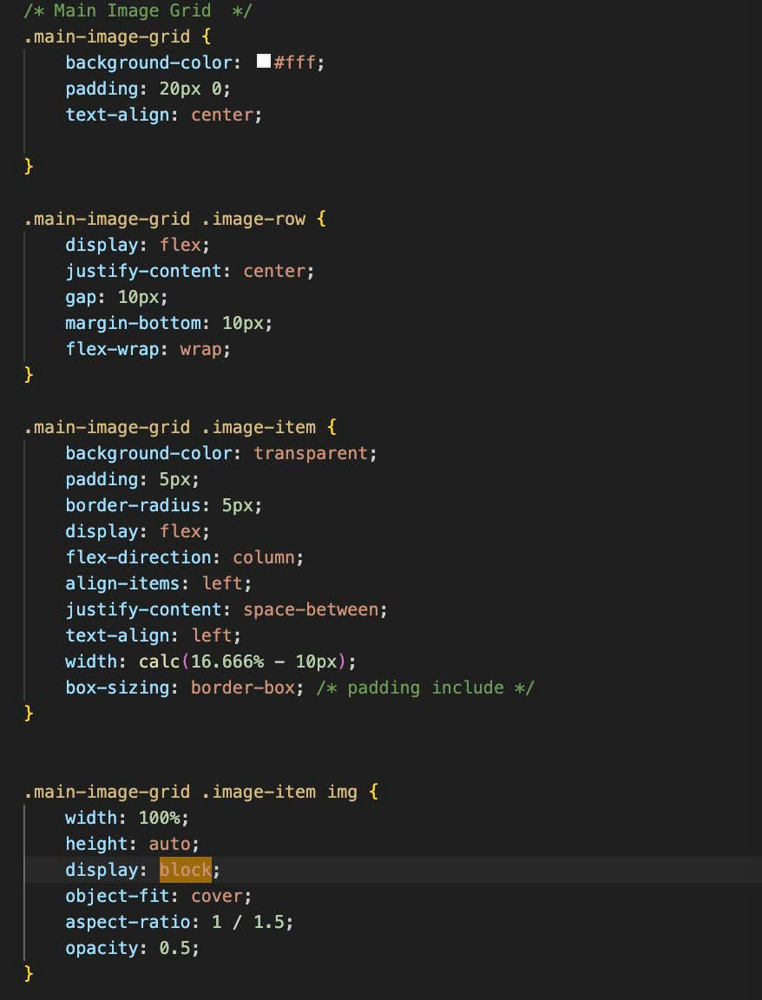 /* Main Image Grid  */
.main-image-grid {
    background-color: #fff;
    padding: 20px 0;
    text-align: center;

}

.main-image-grid .image-row {
    display: flex;
    justify-content: center;
    gap: 10px;
    margin-bottom: 10px;
    flex-wrap: wrap;
}

.main-image-grid .image-item {
    background-color: transparent;
    padding: 5px;
    border-radius: 5px;
    display: flex;
    flex-direction: column;
    align-items: left;
    justify-content: space-between;
    text-align: left;
    width: calc(16.666% - 10px);
    box-sizing: border-box; /* padding include */
}


.main-image-grid .image-item img {
    width: 100%;
    height: auto;
    display: block;
    object-fit: cover;
    aspect-ratio: 1 / 1.5;
    opacity: 0.5;
}